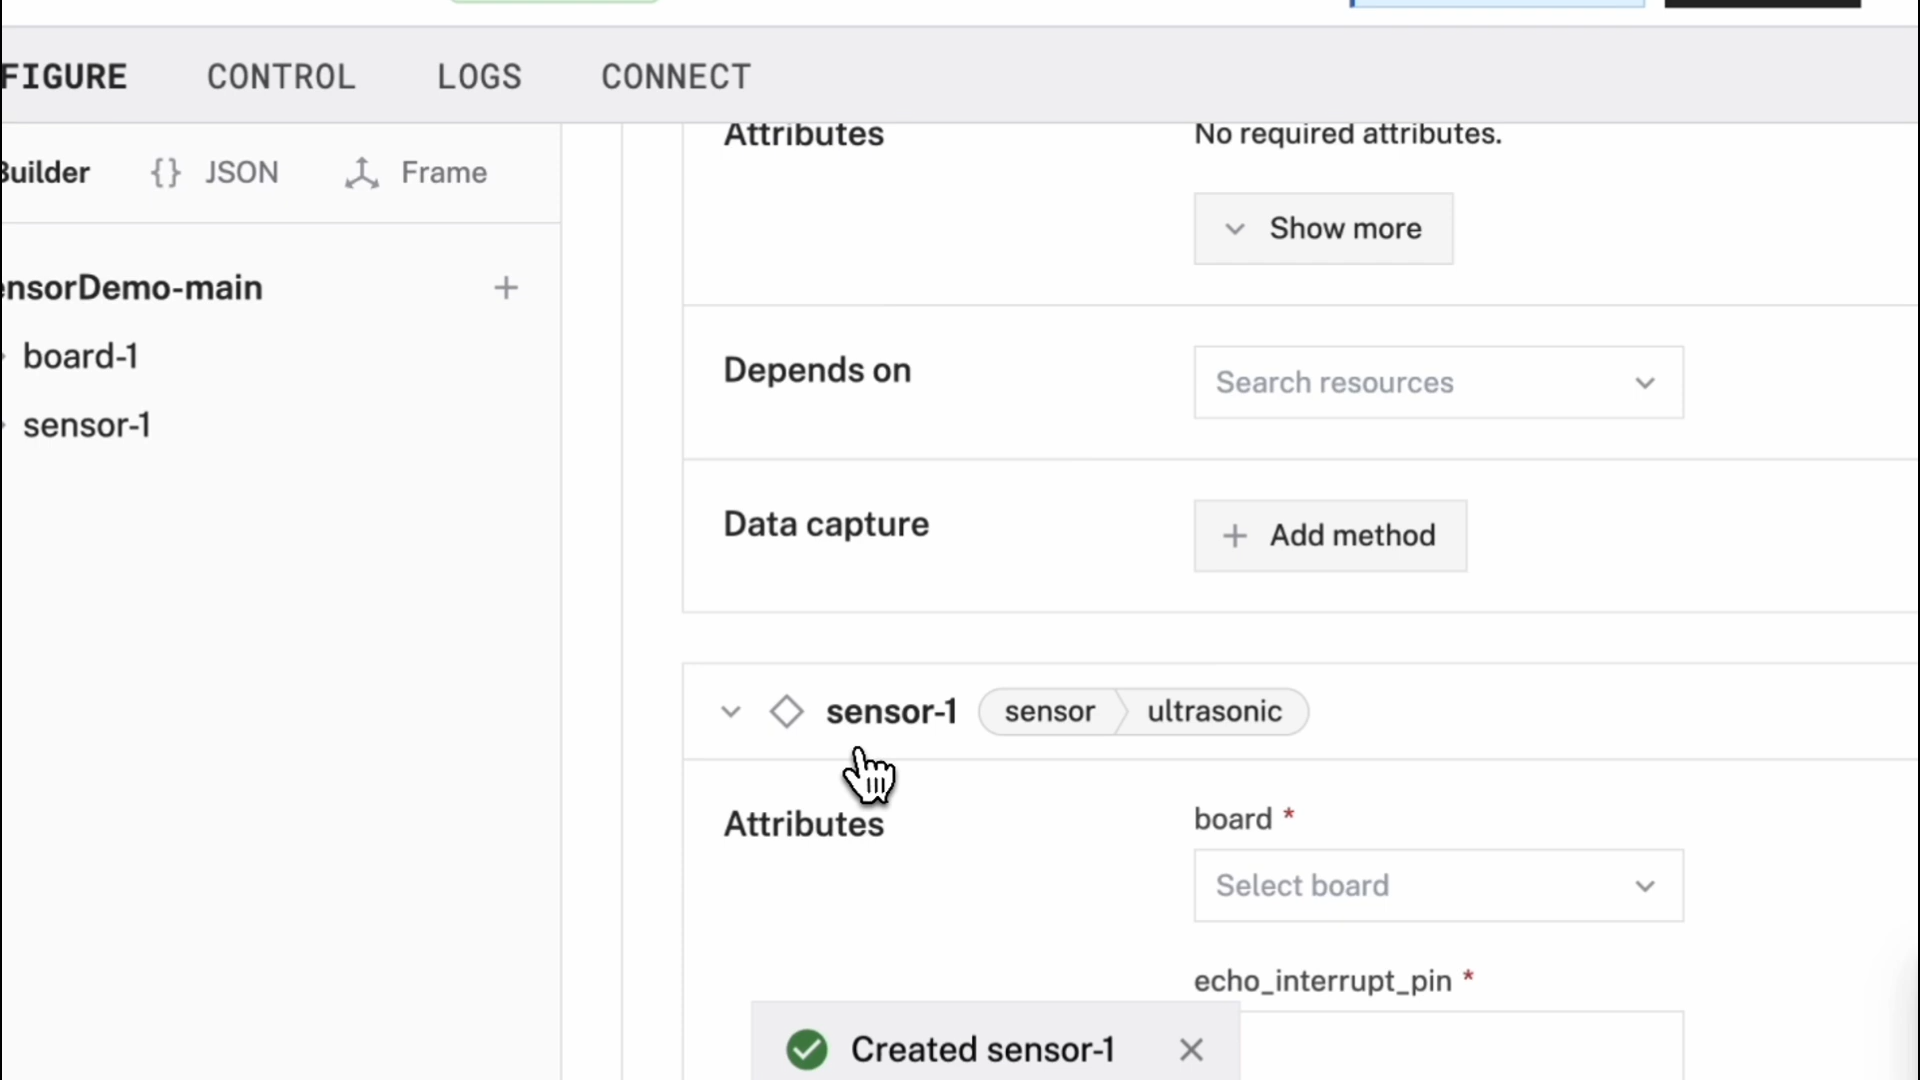 FIGURE CONTROL LOGS CONNECT
Builder {} JSON Frame
ensorDemo-main
board-1
sensor-1
Attributes No required attributes.
Show more
Depends on Search resources
Data capture Add method
sensor-1 sensor ultrasonic
Attributes board *
Select board
echo_interrupt_pin *
Created sensor-1